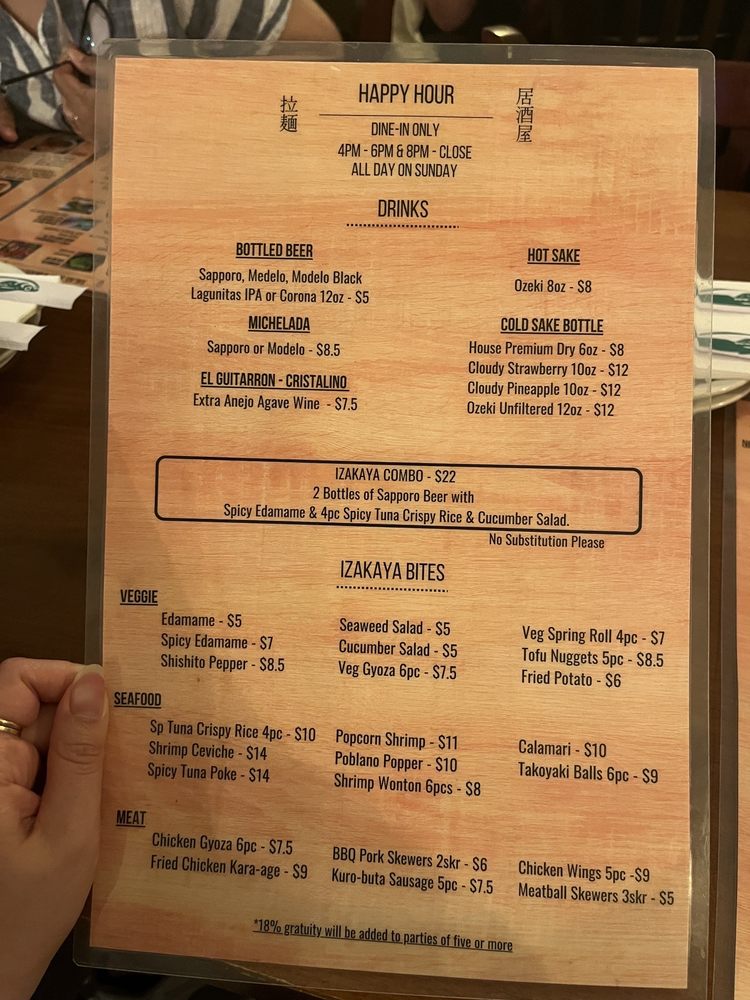 拉麺
居酒屋
HAPPY HOUR
DINE-IN ONLY
4PM - 6PM & 8PM - CLOSE
ALL DAY ON SUNDAY
DRINKS
BOTTLED BEER
Sapporo, Medelo, Modelo Black
Lagunitas IPA or Corona 12oz - $5
MICHELADA
Sapporo or Modelo - $8.5
EL GUITARRON - CRISTALINO
Extra Anejo Agave Wine - $7.5
HOT SAKE
Ozeki 8oz - $8
COLD SAKE BOTTLE
House Premium Dry 6oz - $8
Cloudy Strawberry 10oz - $12
Cloudy Pineapple 10oz - $12
Ozeki Unfiltered 12oz - $12
IZAKAYA COMBO - $22
2 Bottles of Sapporo Beer with
Spicy Edamame & 4pc Spicy Tuna Crispy Rice & Cucumber Salad.
No Substitution Please
IZAKAYA BITES
VEGGIE
Edamame - $5
Spicy Edamame - $7
Shishito Pepper - $8.5
Seaweed Salad - $5
Cucumber Salad - $5
Veg Gyoza 6pc - $7.5
Veg Spring Roll 4pc - $7
Tofu Nuggets 5pc - $8.5
Fried Potato - $6
SEAFOOD
Sp Tuna Crispy Rice 4pc - $10
Shrimp Ceviche - $14
Spicy Tuna Poke - $14
Popcorn Shrimp - $11
Poblano Popper - $10
Shrimp Wonton 6pcs - $8
Calamari - $10
Takoyaki Balls 6pc - $9
MEAT
Chicken Gyoza 6pc - $7.5
Fried Chicken Kara-age - $9
BBQ Pork Skewers 2skr - $6
Kuro-buta Sausage 5pc - $7.5
Chicken Wings 5pc -$9
Meatball Skewers 3skr - $5
*18% gratuity will be added to parties of five or more